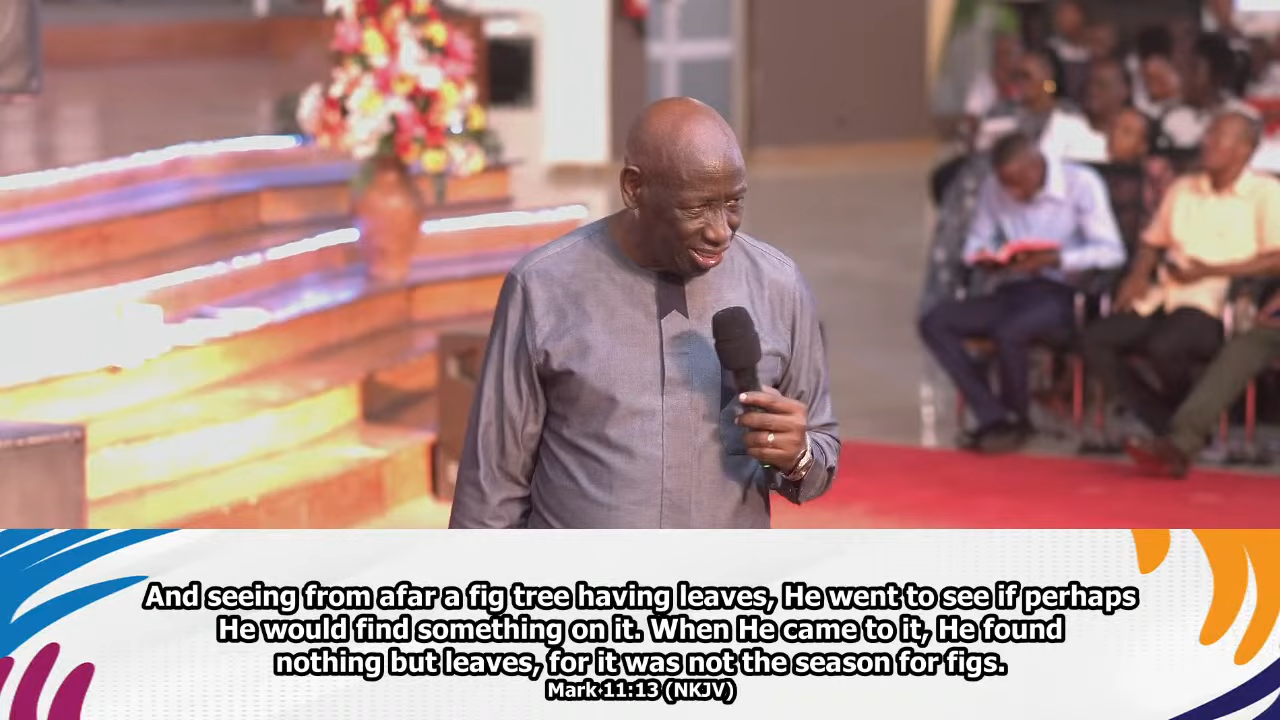 And seeing from afar a fig tree having leaves, He went to see if perhaps
He would find something on it. When He came to it, He found
nothing but leaves, for it was not the season for figs.
Mark 11:13 (NKJV)